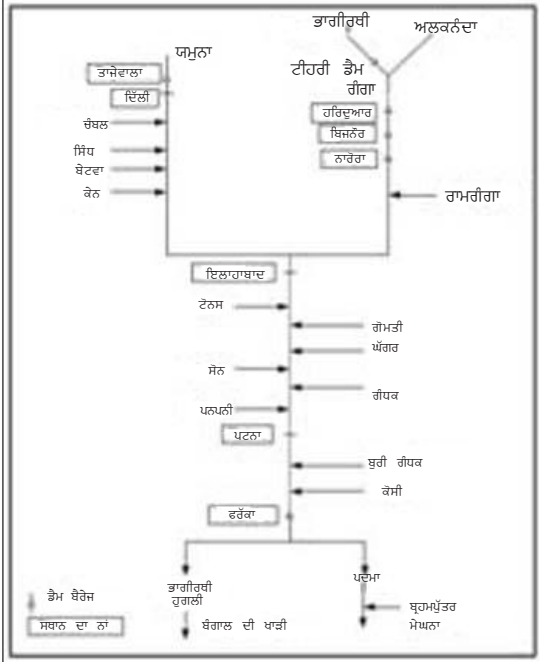 ਭਾਗੀਰਥੀ
ਅਲਕਨੰਦਾ
ਯਮੁਨਾ
ਟੀਹਰੀ ਡੈਮ
ਤਾਜੇਵਾਲਾ
ਗੰਗਾ
ਦਿੱਲੀ
ਹਰਿਦੁਆਰ
ਚੰਬਲ
ਬਿਜਨੌਰ
ਸਿੰਧ
ਨਾਰੋਰਾ
ਬੇਟਵਾ
ਕੇਨ
ਰਾਮਗੰਗਾ
ਇਲਾਹਾਬਾਦ
ਟੋਨਸ
ਗੋਮਤੀ
ਘੱਗਰ
ਸੋਨ
ਗੰਧਕ
ਪਨਪਨੀ
ਪਟਨਾ
ਬੁਰੀ ਗੰਧਕ
ਕੋਸੀ
ਫਰੱਕਾ
ਭਾਗੀਰਥੀ
ਹੁਗਲੀ
ਪਦਮਾ
ਡੈਮ ਬੈਰੇਜ
ਬ੍ਰਹਮਪੁੱਤਰ
ਸਥਾਨ ਦਾ ਨਾਂ
ਬੰਗਾਲ ਦੀ ਖਾੜੀ
ਮੇਘਨਾ